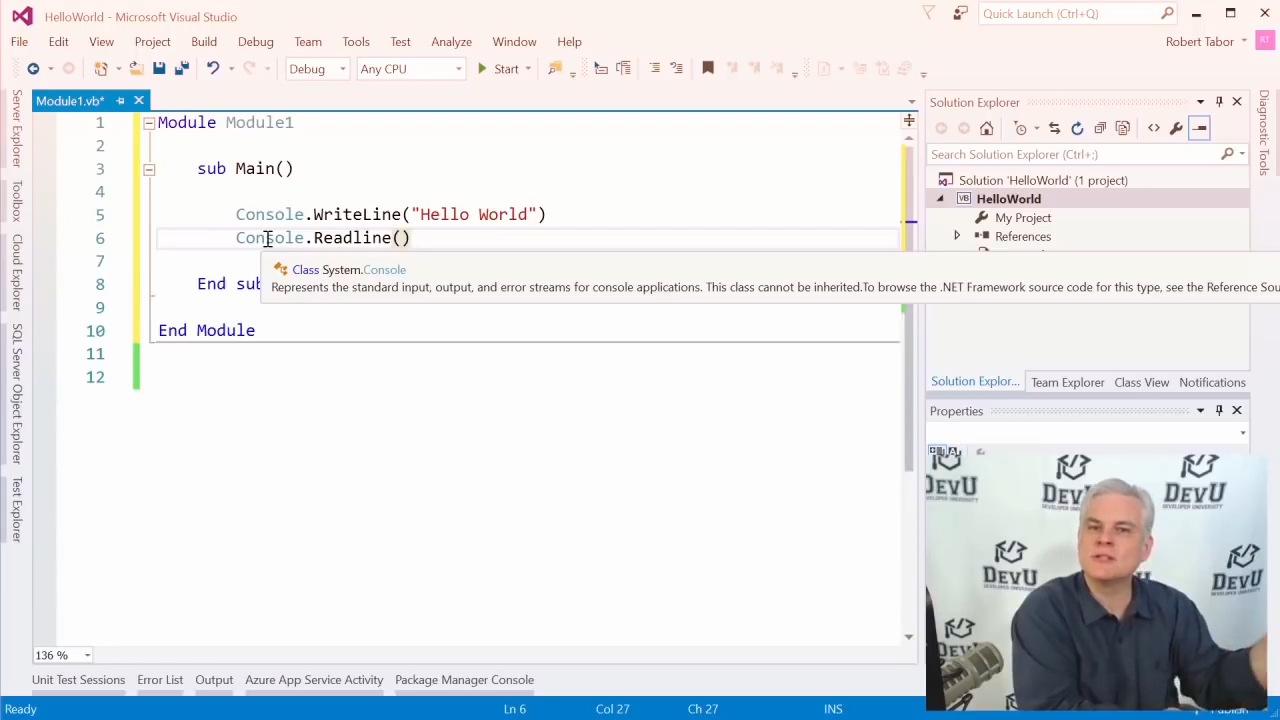 HelloWorld - Microsoft Visual Studio
Quick Launch (Ctrl+Q)
File Edit View Project Build Debug Team Tools Test Analyze Window Help
Robert Tabor RT
Debug Any CPU Start
Module1.vb*
Server Explorer
Toolbox
Cloud Explorer
SQL Server Object Explorer
Test Explorer
1 Module Module1
2
3 sub Main()
4
5 Console.WriteLine("Hello World")
6 Console.Readline()
7
Class System.Console
Represents the standard input, output, and error streams for console applications. This class cannot be inherited.To browse the .NET Framework source code for this type, see the Reference Sou
8 End sub
9
10 End Module
11
12
136 %
Solution Explorer
Search Solution Explorer (Ctrl+;)
Solution 'HelloWorld' (1 project)
VB HelloWorld
My Project
References
Solution Explor... Team Explorer Class View Notifications
Properties
Diagnostic Tools
DEVU DevU DevU
DEVELOPER UNIVERSITY
DevU DevU
Unit Test Sessions Error List Output Azure App Service Activity Package Manager Console
Ready Ln 6 Col 27 Ch 27 INS Publish